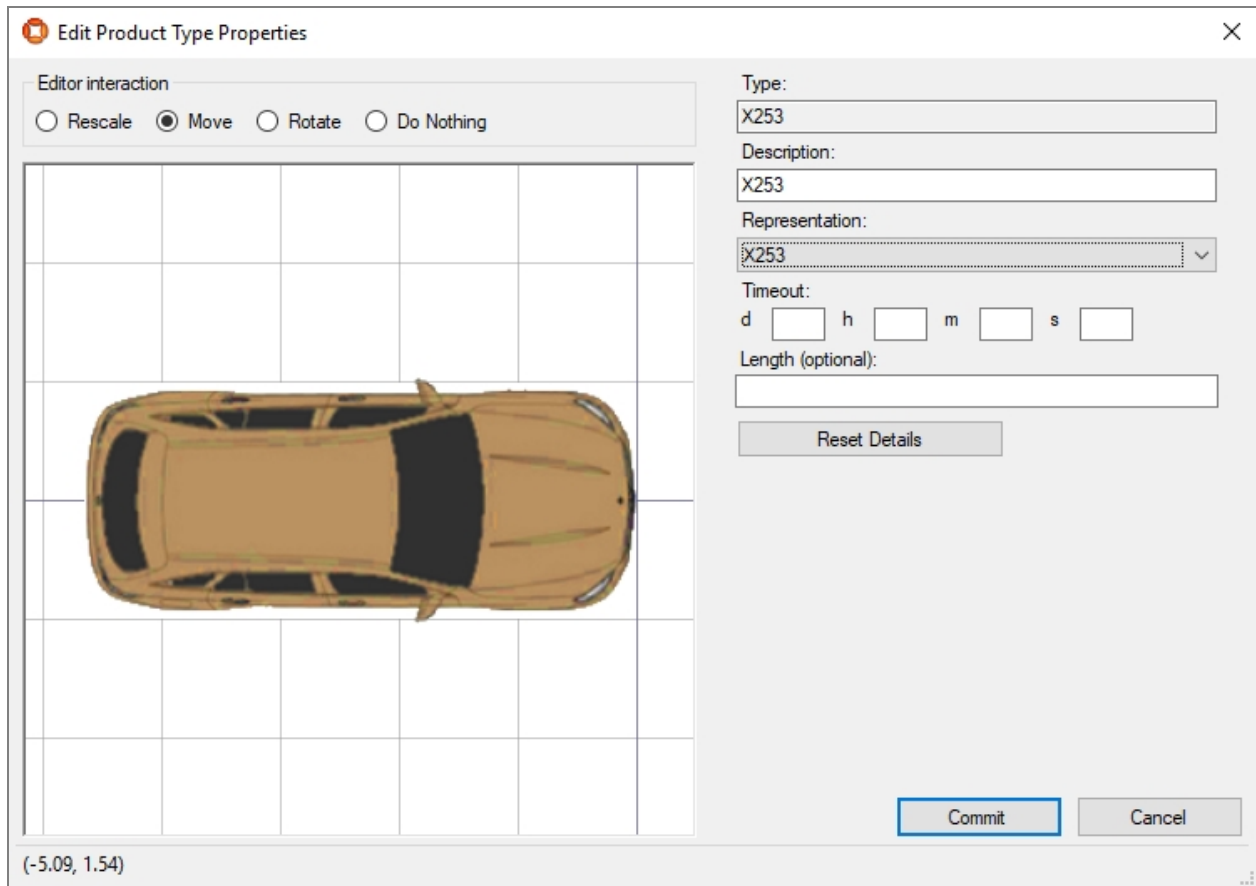 Edit Product Type Properties
Editor interaction
Rescale Move Rotate Do Nothing
Type:
X253
Description:
X253
Representation:
X253
Timeout:
d h m s
Length (optional):
Reset Details
Commit Cancel
(-5.09, 1.54)